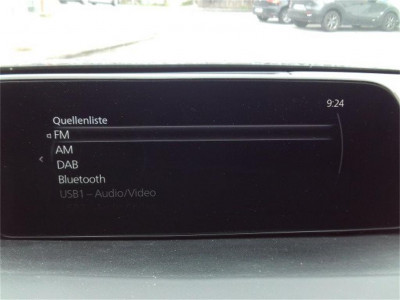 9:24
Quellenliste
FM
AM
DAB
Bluetooth
USB1 – Audio/Video